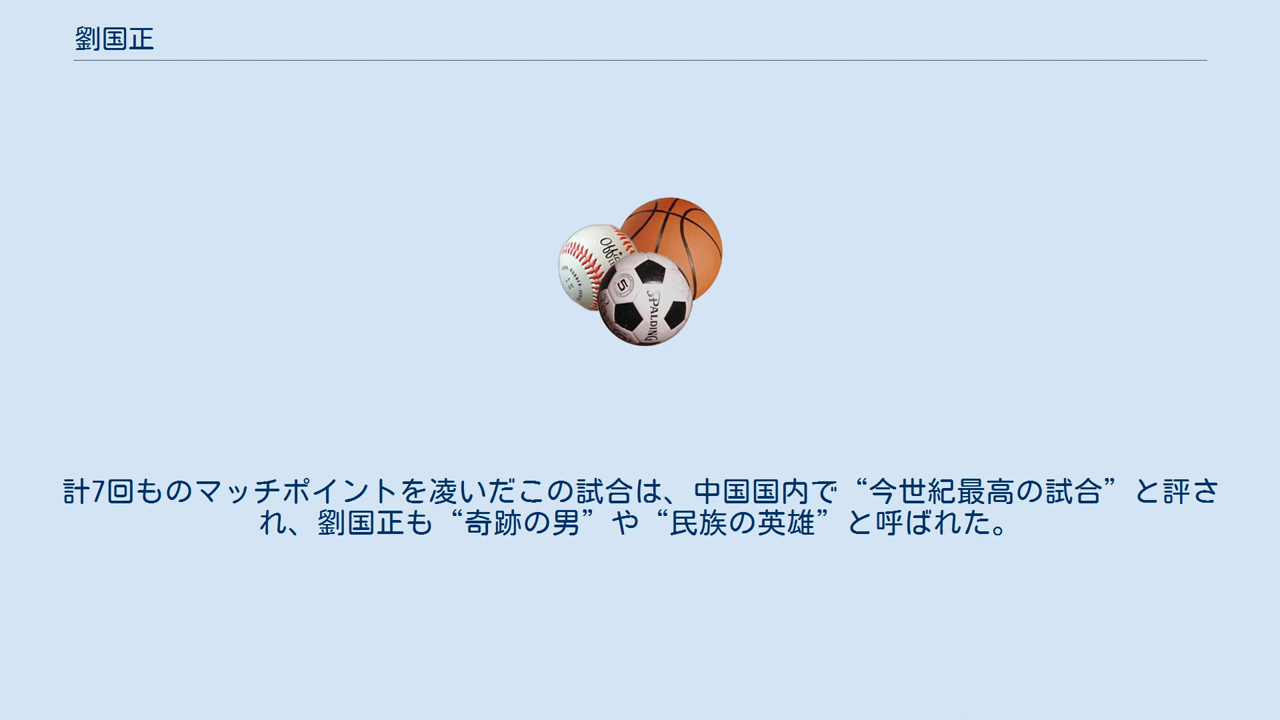 劉国正
Offi
5
SPALDING
計7回ものマッチポイントを凌いだこの試合は、中国国内で“今世紀最高の試合”と評さ
れ、劉国正も“奇跡の男”や“民族の英雄”と呼ばれた。